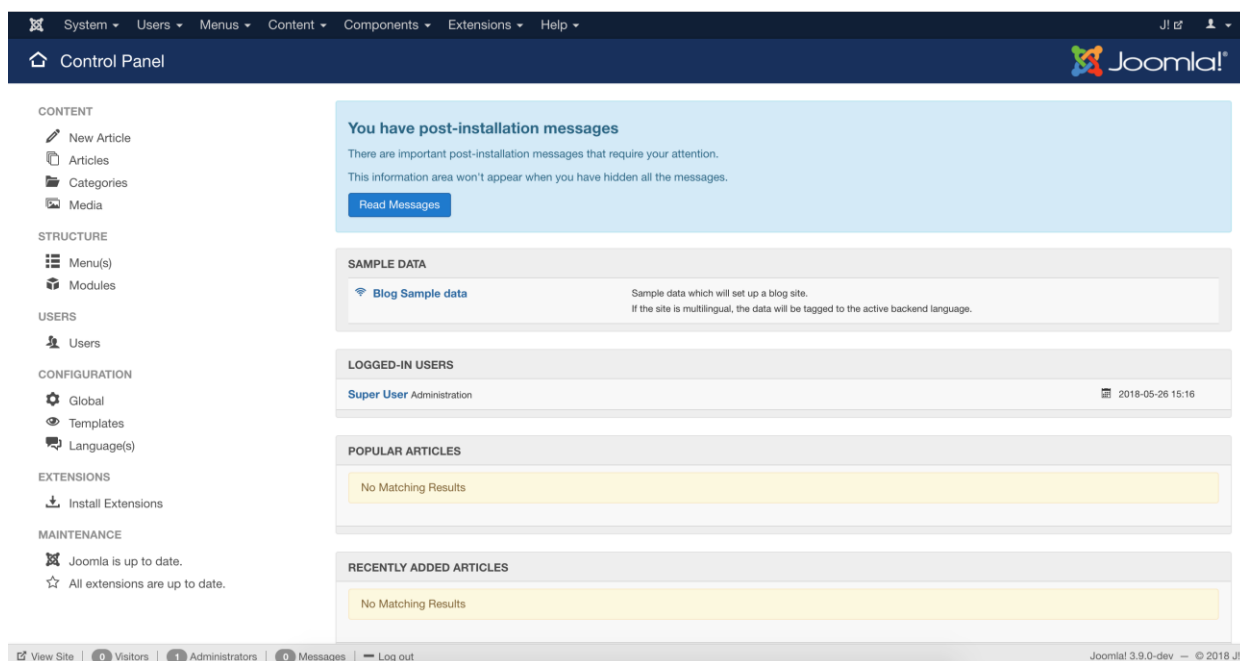 System Users Menus Content Components Extensions Help J!
Control Panel Joomla!®
CONTENT
New Article
Articles
Categories
Media
STRUCTURE
Menu(s)
Modules
USERS
Users
CONFIGURATION
Global
Templates
Language(s)
EXTENSIONS
Install Extensions
MAINTENANCE
Joomla is up to date.
All extensions are up to date.
You have post-installation messages
There are important post-installation messages that require your attention.
This information area won't appear when you have hidden all the messages.
Read Messages
SAMPLE DATA
Blog Sample data
Sample data which will set up a blog site.
If the site is multilingual, the data will be tagged to the active backend language.
LOGGED-IN USERS
Super User Administration 2018-05-26 15:16
POPULAR ARTICLES
No Matching Results
RECENTLY ADDED ARTICLES
No Matching Results
View Site | 0 Visitors | 1 Administrators | 0 Messages | Log out Joomla! 3.9.0-dev — © 2018 J!